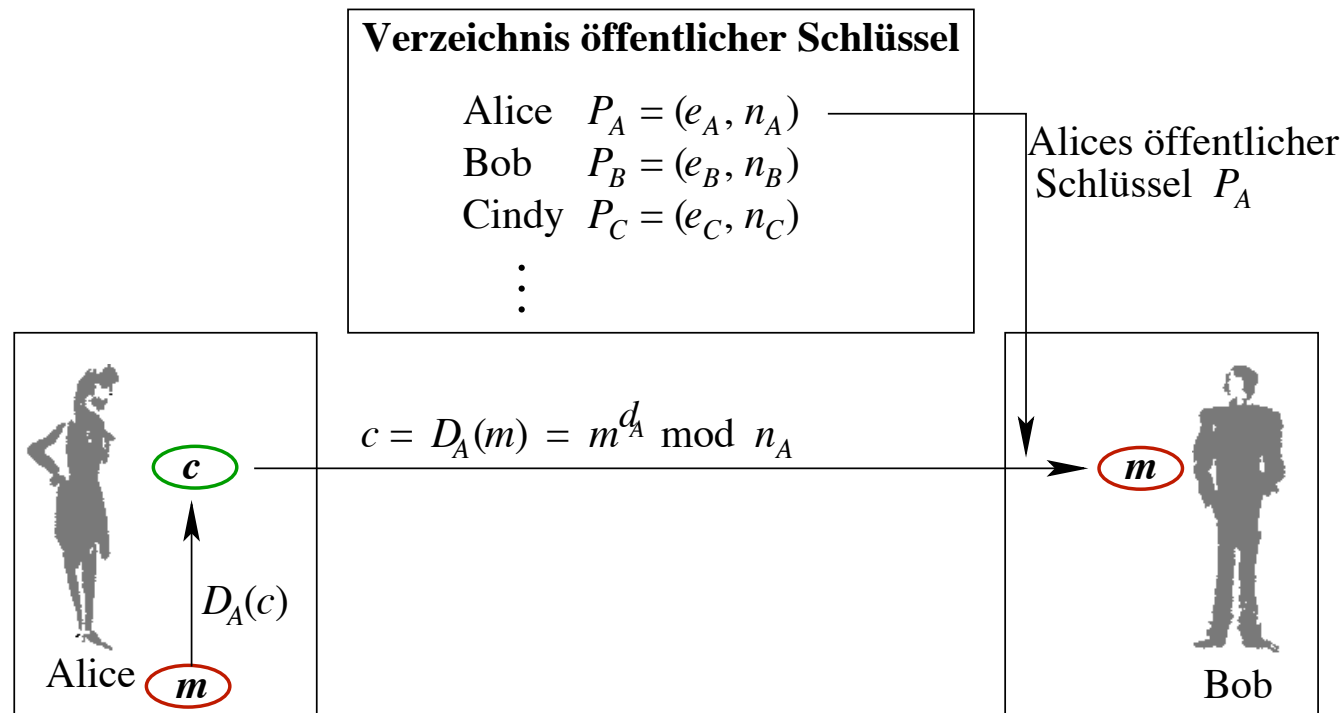 Verzeichnis öffentlicher Schlüssel
Alice P_A = (e_A, n_A)
Bob P_B = (e_B, n_B)
Cindy P_C = (e_C, n_C)
⋮
Alices öffentlicher
Schlüssel P_A
c = D_A(m) = m^{d_A} mod n_A
c
m
D_A(c)
Alice
m
Bob